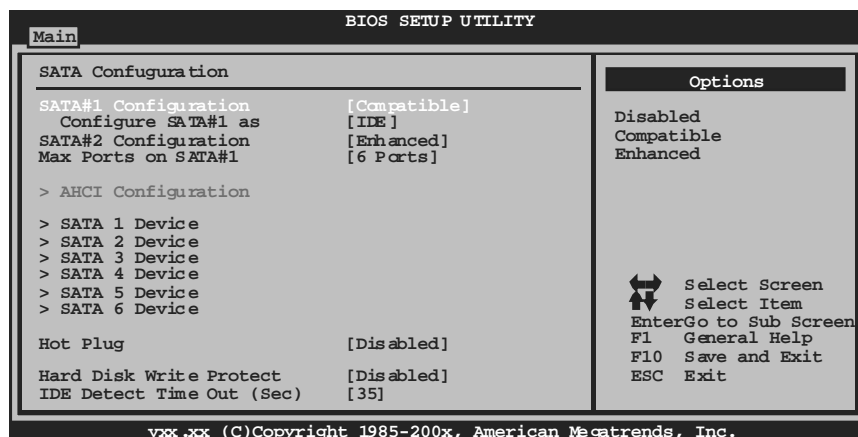 BIOS SETUP UTILITY
Main
SATA Confuguration
SATA#1 Configuration [Compatible]
Configure SATA#1 as [IDE]
SATA#2 Configuration [Enhanced]
Max Ports on SATA#1 [6 Ports]
> AHCI Configuration
> SATA 1 Device
> SATA 2 Device
> SATA 3 Device
> SATA 4 Device
> SATA 5 Device
> SATA 6 Device
Hot Plug [Disabled]
Hard Disk Write Protect [Disabled]
IDE Detect Time Out (Sec) [35]
Options
Disabled
Compatible
Enhanced
Select Screen
Select Item
EnterGo to Sub Screen
F1 General Help
F10 Save and Exit
ESC Exit
vxx.xx (C)Copyright 1985-200x, American Megatrends, Inc.